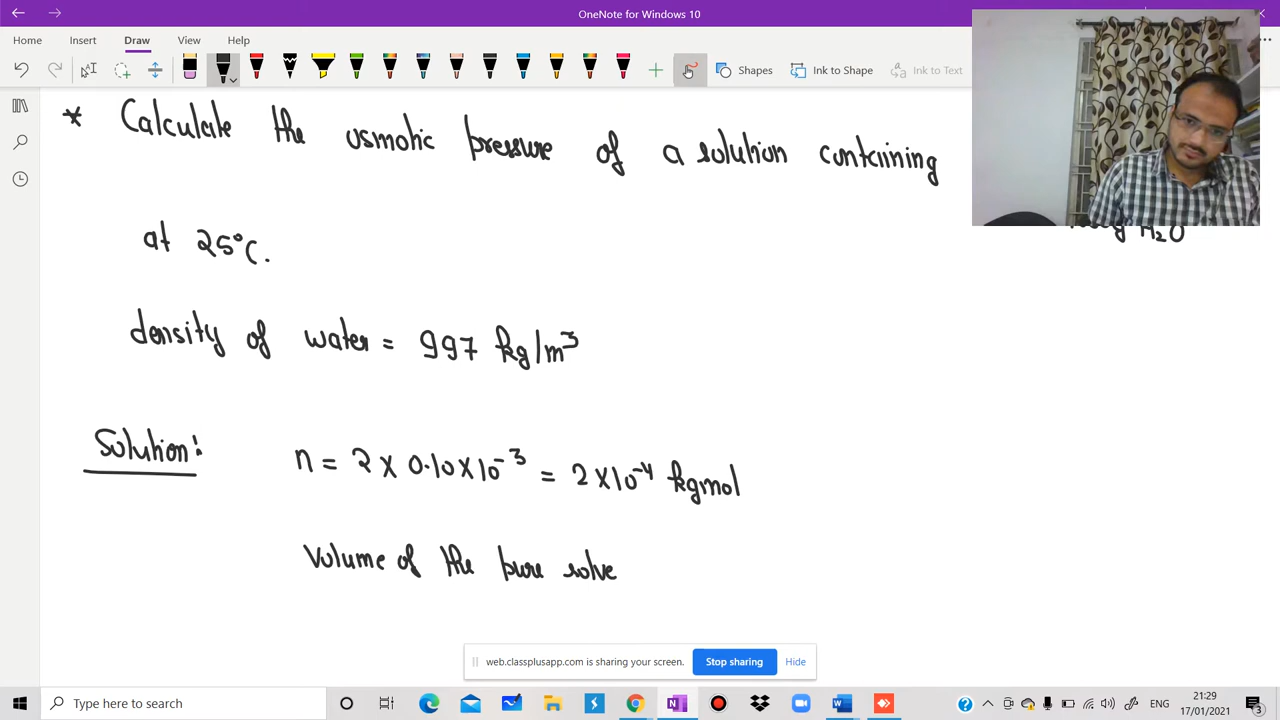 OneNote for Windows 10
Home Insert Draw View Help
Shapes Ink to Shape Ink to Text
* Calculate the osmotic pressure of a solution containing
H2O
at 25°C.
density of water = 997 kg/m3
Solution: n = 2 x 0.10 x 10-3 = 2 x 10-4 kgmol
Volume of the pure solve
web.classplusapp.com is sharing your screen. Stop sharing Hide
Type here to search
ENG 21:29
17/01/2021
3